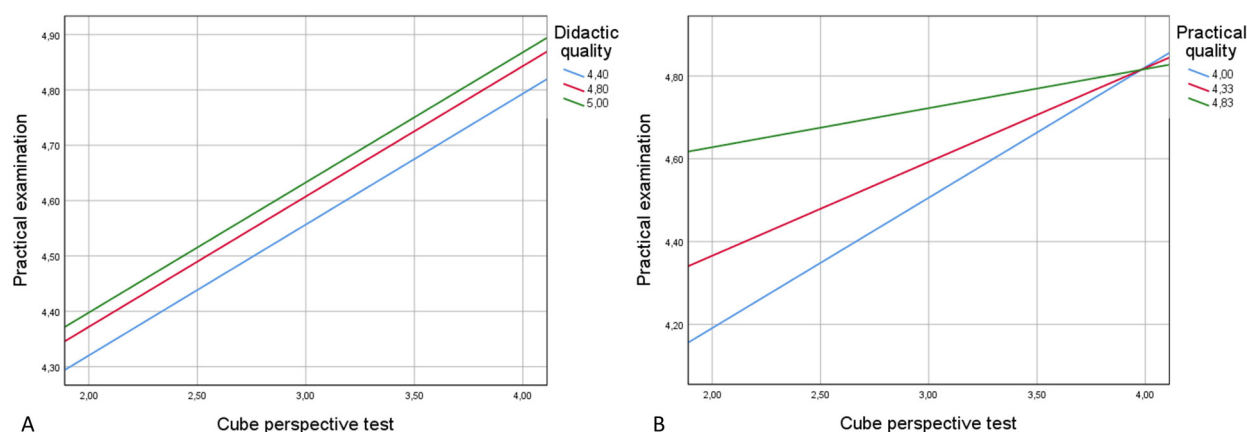 Didactic
quality
4,40
4,80
5,00
Practical examination
4,90
4,80
4,70
4,60
4,50
4,40
4,30
2,00
2,50
3,00
3,50
4,00
Cube perspective test
A
Practical
quality
4,00
4,33
4,83
Practical examination
4,80
4,60
4,40
4,20
2,00
2,50
3,00
3,50
4,00
Cube perspective test
B